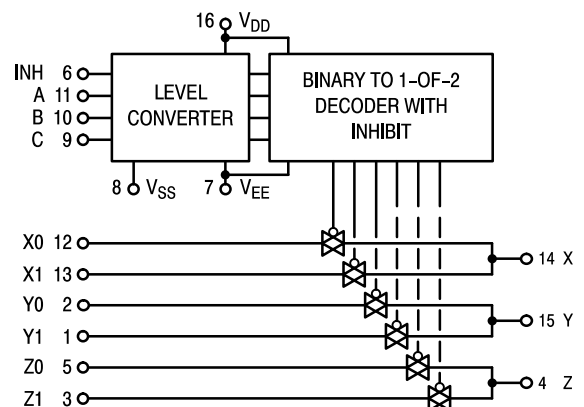 16 VDD
INH 6
A 11
B 10
C 9
LEVEL
CONVERTER
BINARY TO 1–OF–2
DECODER WITH
INHIBIT
8 VSS
7 VEE
X0 12
X1 13
14 X
Y0 2
Y1 1
15 Y
Z0 5
Z1 3
4 Z